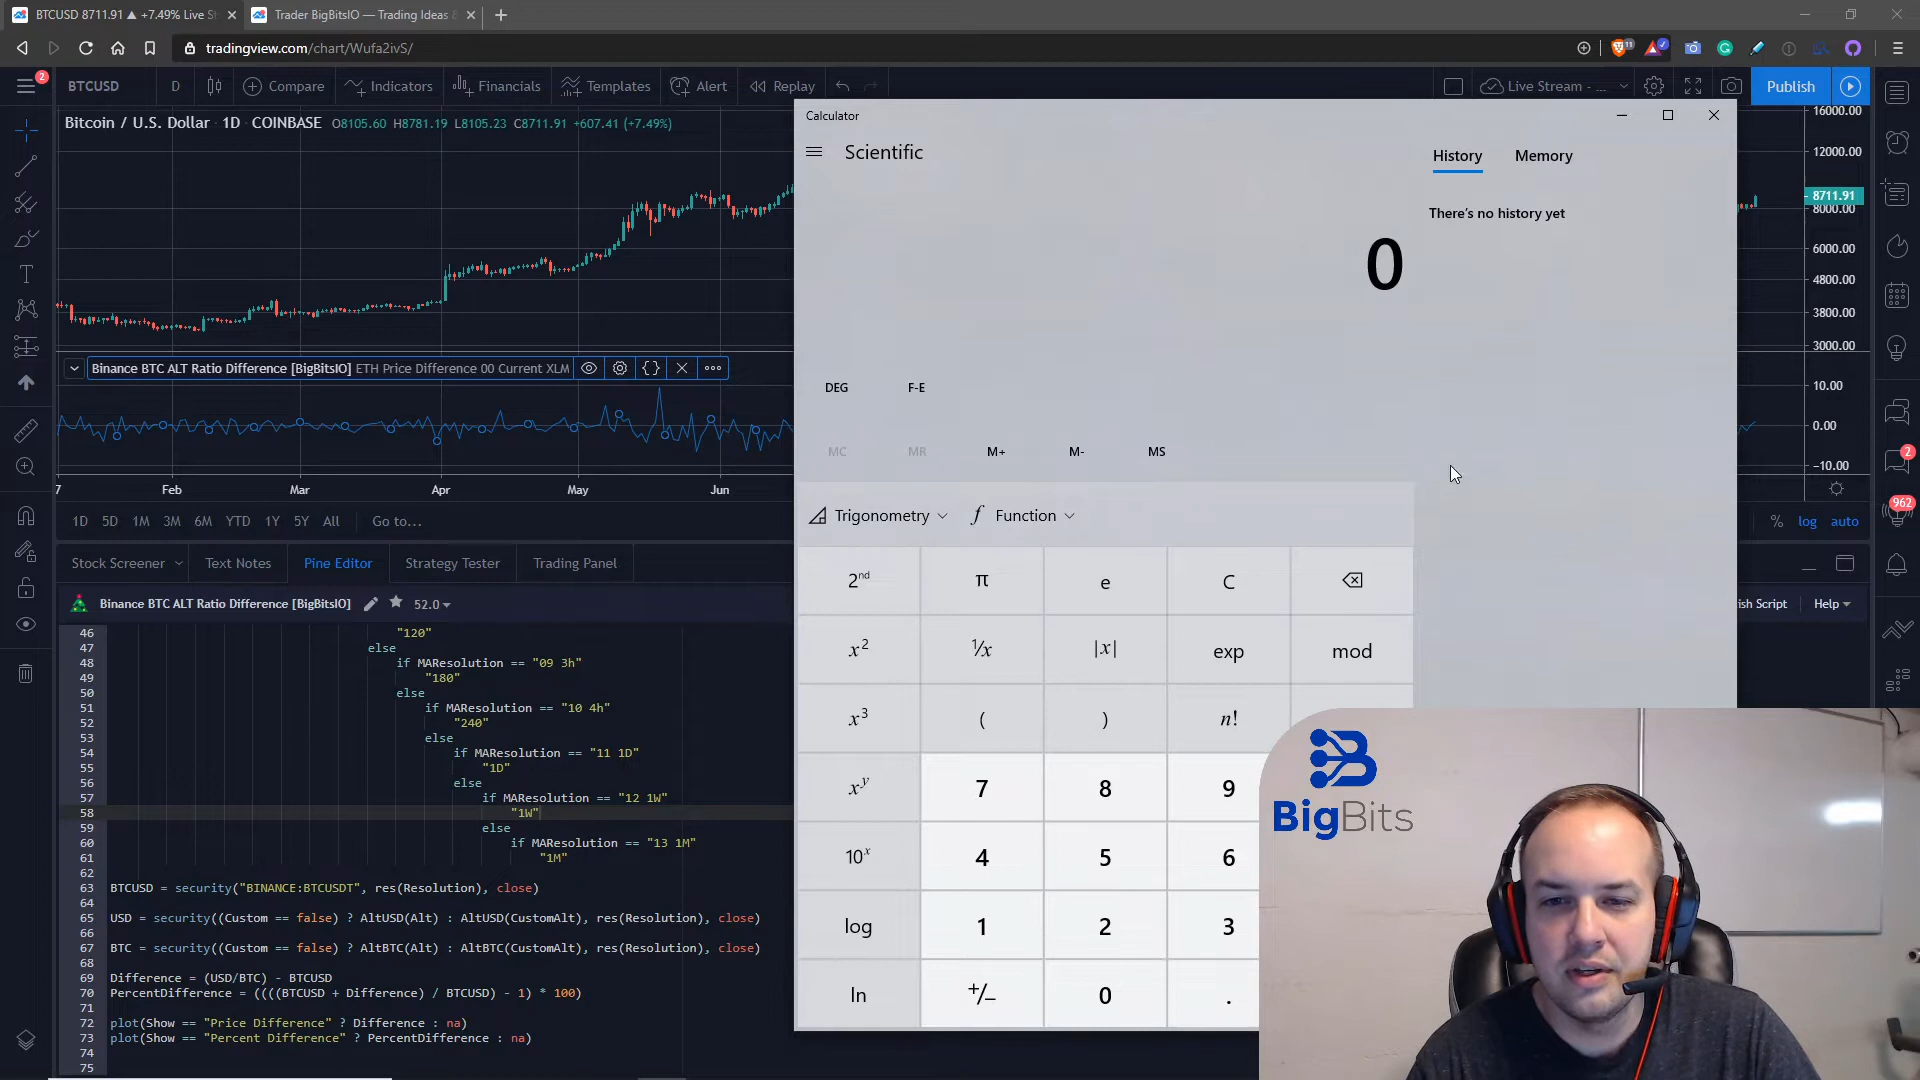 BTCUSD 8711.91 ▲ +7.49% Live St
Trader BigBitsIO — Trading Ideas &
tradingview.com/chart/Wufa2ivS/
11
2
BTCUSD
D
Compare
Indicators
Financials
Templates
Alert
Replay
Live Stream - ...
Publish
Bitcoin / U.S. Dollar · 1D · COINBASE O8105.60 H8781.19 L8105.23 C8711.91 +607.41 (+7.49%)
16000.00
12000.00
8711.91
8000.00
6000.00
4800.00
3800.00
3000.00
Binance BTC ALT Ratio Difference [BigBitsIO] ETH Price Difference 00 Current XLM
10.00
0.00
−10.00
7
Feb
Mar
Apr
May
Jun
1D 5D 1M 3M 6M YTD 1Y 5Y All Go to...
% log auto
2
962
Stock Screener
Text Notes
Pine Editor
Strategy Tester
Trading Panel
Binance BTC ALT Ratio Difference [BigBitsIO]
52.0
ish Script
Help
46 "120"
47 else
48 if MAResolution == "09 3h"
49 "180"
50 else
51 if MAResolution == "10 4h"
52 "240"
53 else
54 if MAResolution == "11 1D"
55 "1D"
56 else
57 if MAResolution == "12 1W"
58 "1W"
59 else
60 if MAResolution == "13 1M"
61 "1M"
62
63 BTCUSD = security("BINANCE:BTCUSDT", res(Resolution), close)
64
65 USD = security((Custom == false) ? AltUSD(Alt) : AltUSD(CustomAlt), res(Resolution), close)
66
67 BTC = security((Custom == false) ? AltBTC(Alt) : AltBTC(CustomAlt), res(Resolution), close)
68
69 Difference = (USD/BTC) - BTCUSD
70 PercentDifference = ((((BTCUSD + Difference) / BTCUSD) - 1) * 100)
71
72 plot(Show == "Price Difference" ? Difference : na)
73 plot(Show == "Percent Difference" ? PercentDifference : na)
74
75
Calculator
Scientific
History
Memory
There's no history yet
0
DEG
F-E
MC MR M+ M- MS
Trigonometry
f Function
2nd π e C
x2 1/x |x| exp mod
x3 ( ) n!
xy 7 8 9
10x 4 5 6
log 1 2 3
ln +/− 0 .
BigBits